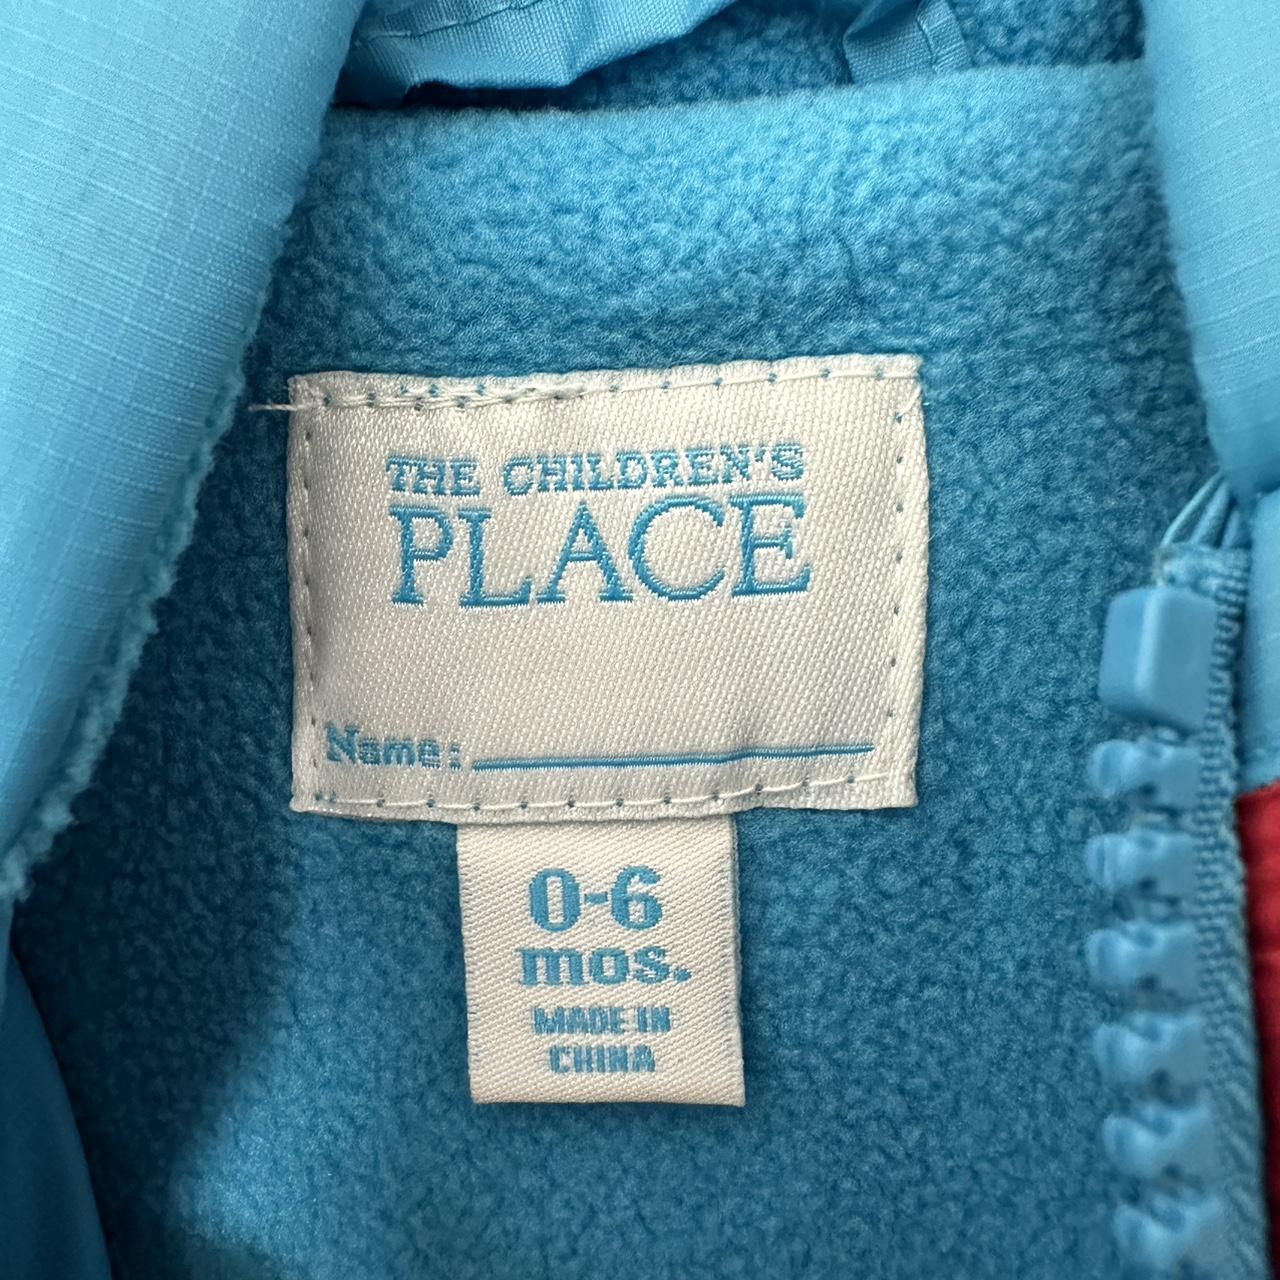 THE CHILDREN'S
PLACE
Name:
0-6
mos.
MADE IN
CHINA